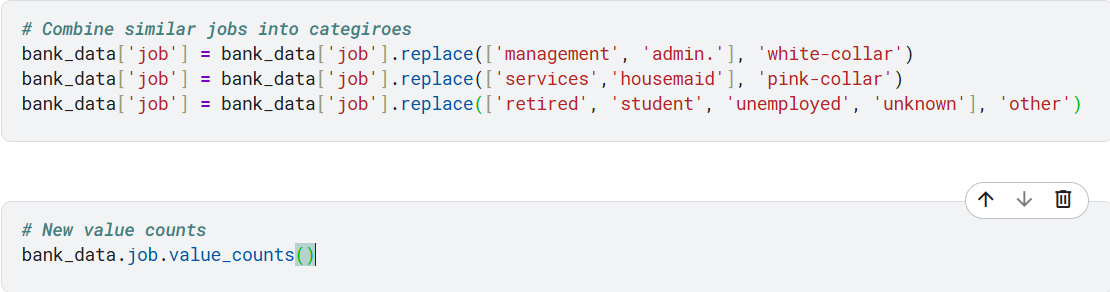 # Combine similar jobs into categiroes
bank_data['job'] = bank_data['job'].replace(['management', 'admin.'], 'white-collar')
bank_data['job'] = bank_data['job'].replace(['services','housemaid'], 'pink-collar')
bank_data['job'] = bank_data['job'].replace(['retired', 'student', 'unemployed', 'unknown'], 'other')
# New value counts
bank_data.job.value_counts()